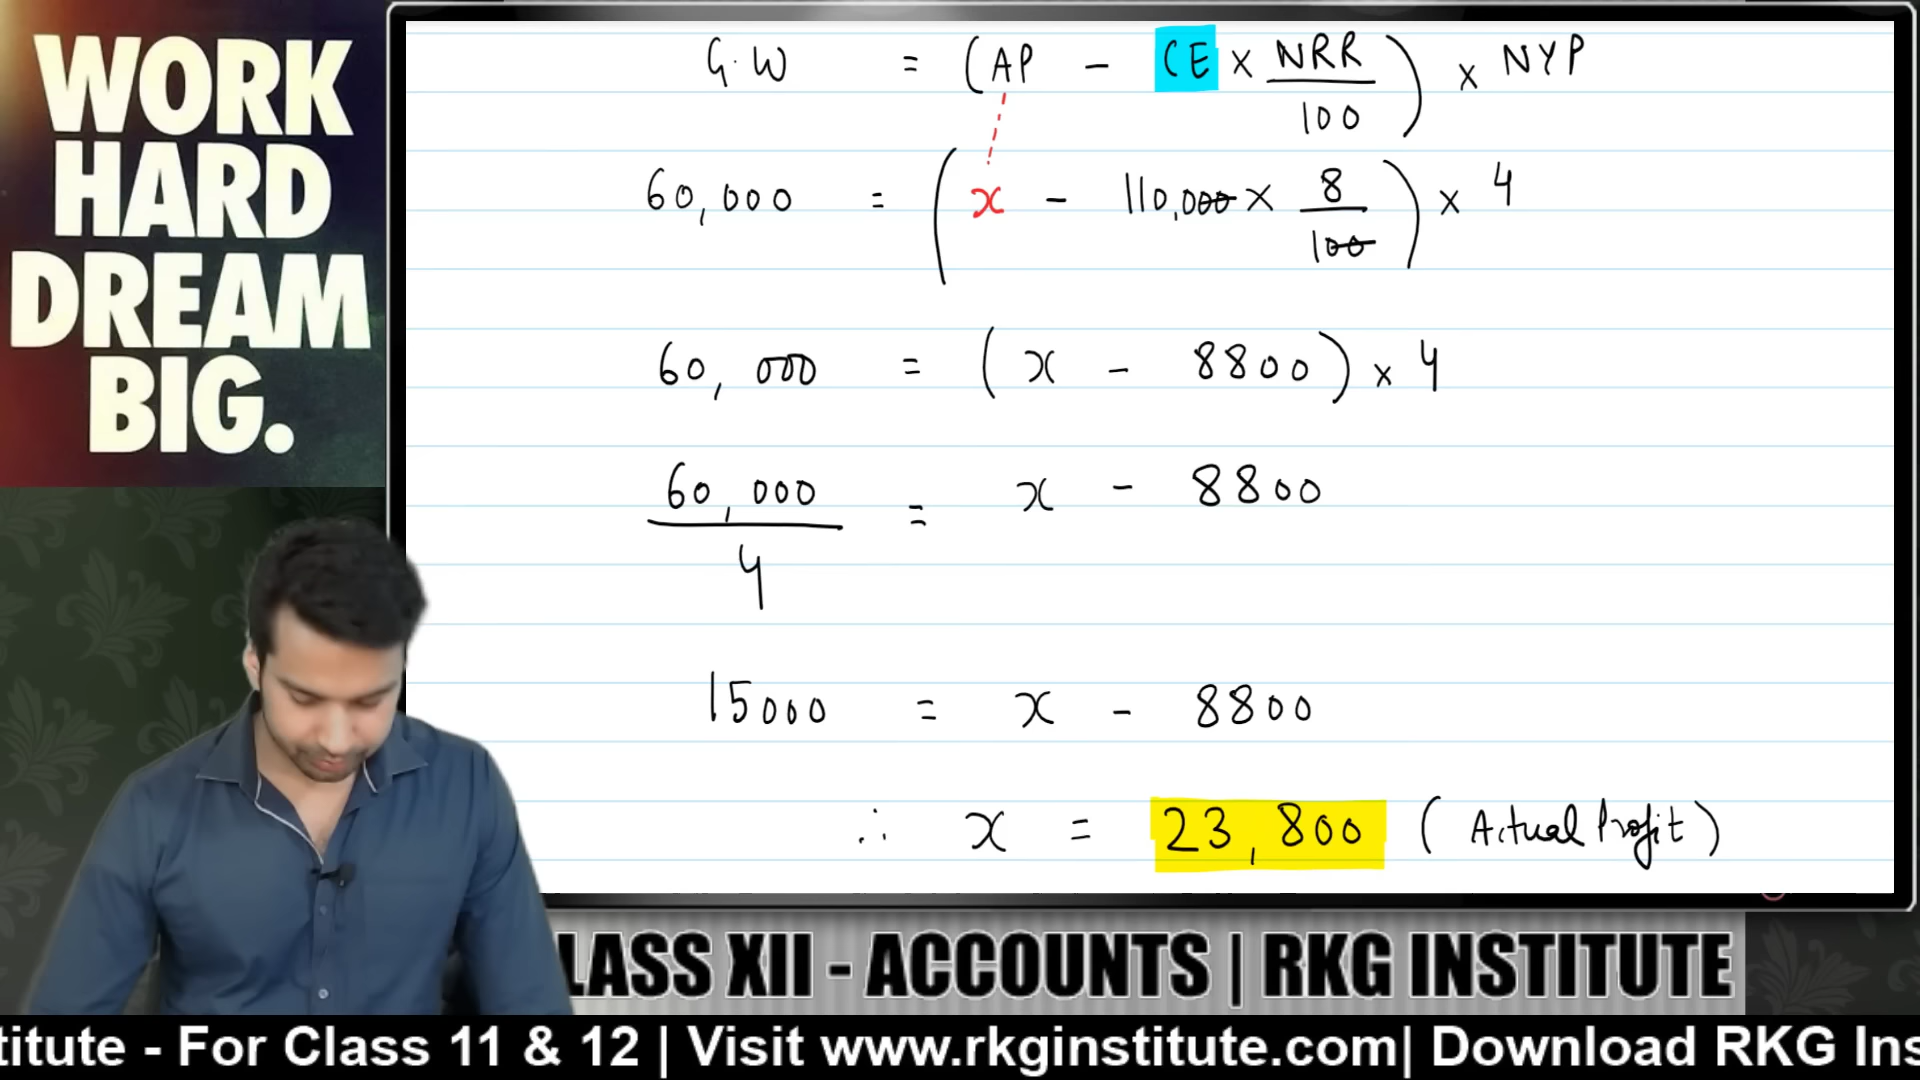 WORK
HARD
DREAM
BIG.
G.W = (AP - CE × NRR/100) × NYP
60,000 = (x - 110,000 × 8/100) × 4
60,000 = (x - 8800) × 4
60,000/4 = x - 8800
15000 = x - 8800
∴ x = 23,800 (Actual Profit)
LASS XII - ACCOUNTS | RKG INSTITUTE
titute - For Class 11 & 12 | Visit www.rkginstitute.com| Download RKG Ins